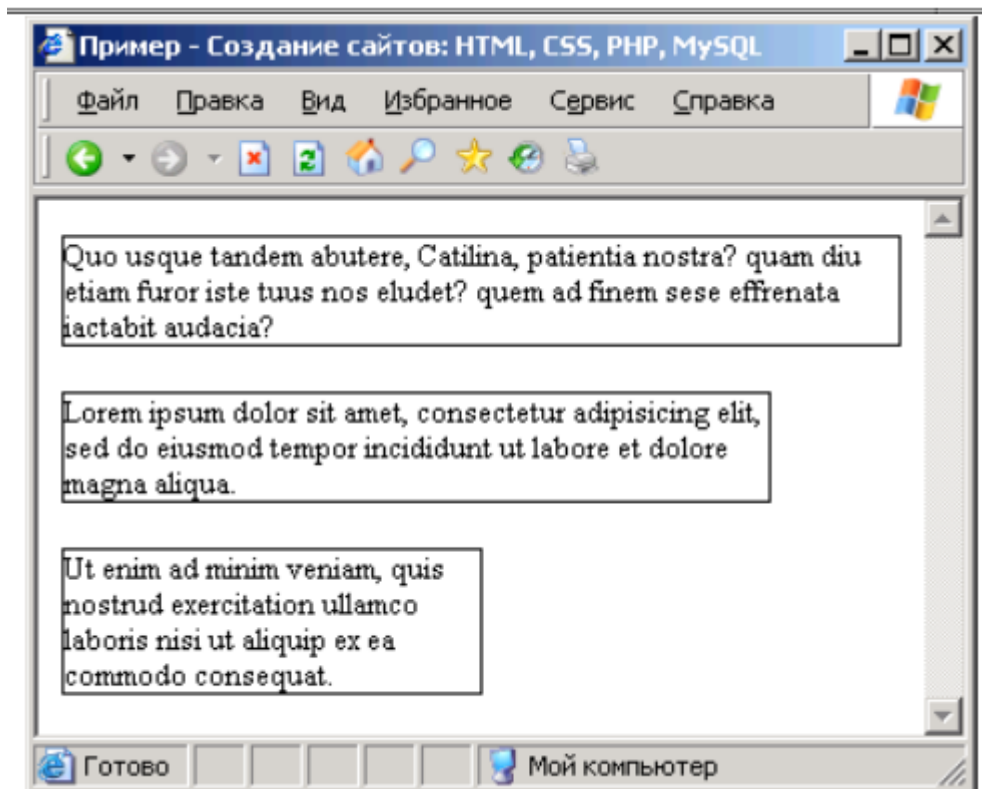 Пример - Создание сайтов: HTML, CSS, PHP, MySQL
Файл Правка Вид Избранное Сервис Справка
Quo usque tandem abutere, Catilina, patientia nostra? quam diu
etiam furor iste tuus nos eludet? quem ad finem sese effrenata
iactabit audacia?
Lorem ipsum dolor sit amet, consectetur adipisicing elit,
sed do eiusmod tempor incididunt ut labore et dolore
magna aliqua.
Ut enim ad minim veniam, quis
nostrud exercitation ullamco
laboris nisi ut aliquip ex ea
commodo consequat.
Готово Мой компьютер